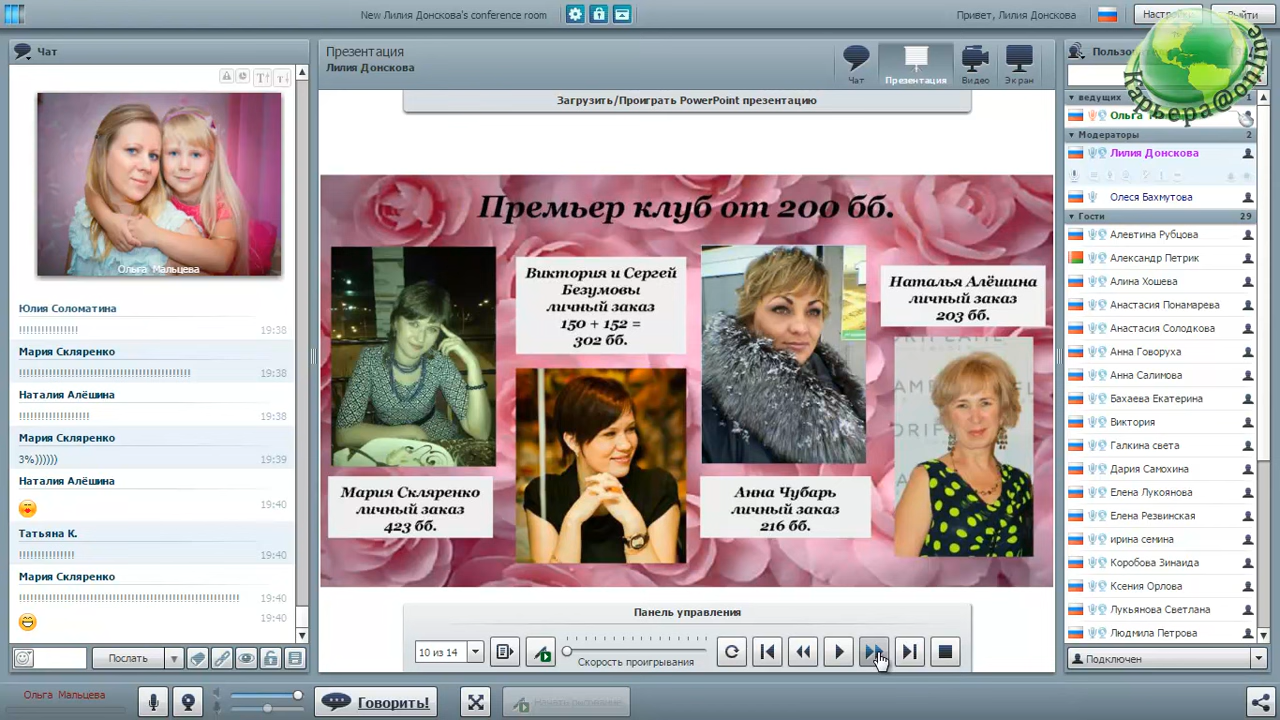 New Лилия Донскова's conference room
Привет, Лилия Донскова
Настройки
Выйти
Чат
Ольга Мальцева
Юлия Соломатина
!!!!!!!!!!!!!!!! 19:38
Мария Скляренко
!!!!!!!!!!!!!!!!!!!!!!!!!!!!!!!!!!!!!!!!!!!! 19:38
Наталия Алёшина
!!!!!!!!!!!!!!!!!!! 19:38
Мария Скляренко
3%)))))) 19:39
Наталия Алёшина
19:40
Татьяна К.
!!!!!!!!!!!!!!! 19:40
Мария Скляренко
!!!!!!!!!!!!!!!!!!!!!!!!!!!!!!!!!!!!!!!!!!!!!!!!!!!!!!!! 19:40
19:40
Послать
Презентация
Лилия Донскова
Чат
Презентация
Видео
Экран
Загрузить/Проиграть PowerPoint презентацию
Премьер клуб от 200 бб.
Мария Скляренко
личный заказ
423 бб.
Виктория и Сергей
Безумовы
личный заказ
150 + 152 =
302 бб.
Анна Чубарь
личный заказ
216 бб.
Наталья Алёшина
личный заказ
203 бб.
Панель управления
10 из 14
Скорость проигрывания
Карьера@online
ведущих 1
Ольга
Модераторы 2
Лилия Донскова
Олеся Бахмутова
Гости 29
Алевтина Рубцова
Александр Петрик
Алина Хошева
Анастасия Понамарева
Анастасия Солодкова
Анна Говоруха
Анна Салимова
Бахаева Екатерина
Виктория
Галкина света
Дария Самохина
Елена Лукоянова
Елена Резвинская
ирина семина
Коробова Зинаида
Ксения Орлова
Лукьянова Светлана
Людмила Петрова
Подключен
Ольга Мальцева
Говорить!